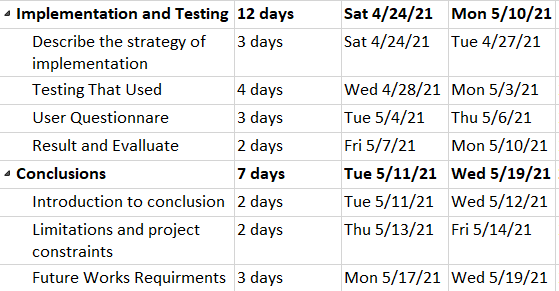 Implementation and Testing 12 days Sat 4/24/21 Mon 5/10/21
Describe the strategy of implementation 3 days Sat 4/24/21 Tue 4/27/21
Testing That Used 4 days Wed 4/28/21 Mon 5/3/21
User Questionnare 3 days Tue 5/4/21 Thu 5/6/21
Result and Evaluate 2 days Fri 5/7/21 Mon 5/10/21
Conclusions 7 days Tue 5/11/21 Wed 5/19/21
Introduction to conclusion 2 days Tue 5/11/21 Wed 5/12/21
Limitations and project constraints 2 days Thu 5/13/21 Fri 5/14/21
Future Works Requirments 3 days Mon 5/17/21 Wed 5/19/21